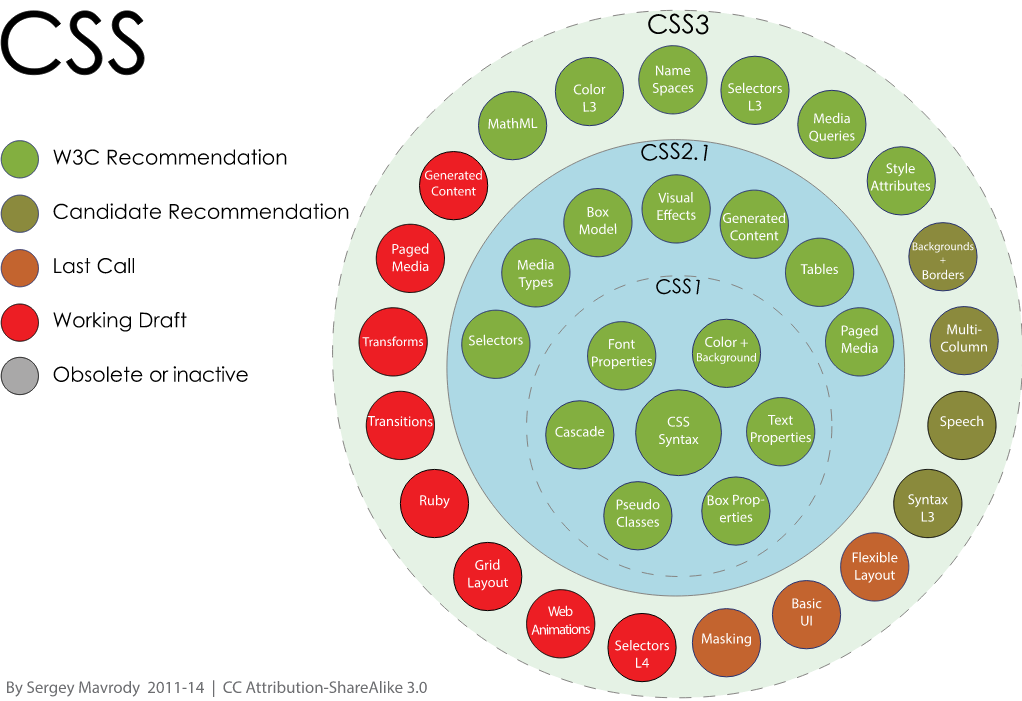 CSS
W3C Recommendation
Candidate Recommendation
Last Call
Working Draft
Obsolete or inactive
CSS3
Name
Spaces
Selectors
L3
Media
Queries
Style
Attributes
Backgrounds
+
Borders
Multi-
Column
Speech
Syntax
L3
Flexible
Layout
Basic
UI
Masking
Selectors
L4
Web
Animations
Grid
Layout
Ruby
Transitions
Transforms
Paged
Media
Generated
Content
MathML
Color
L3
CSS2.1
Selectors
Media
Types
Box
Model
Visual
Effects
Generated
Content
Tables
Paged
Media
CSS1
Font
Properties
Color +
Background
Cascade
CSS
Syntax
Text
Properties
Pseudo
Classes
Box Prop-
erties
By Sergey Mavrody 2011-14 | CC Attribution-ShareAlike 3.0